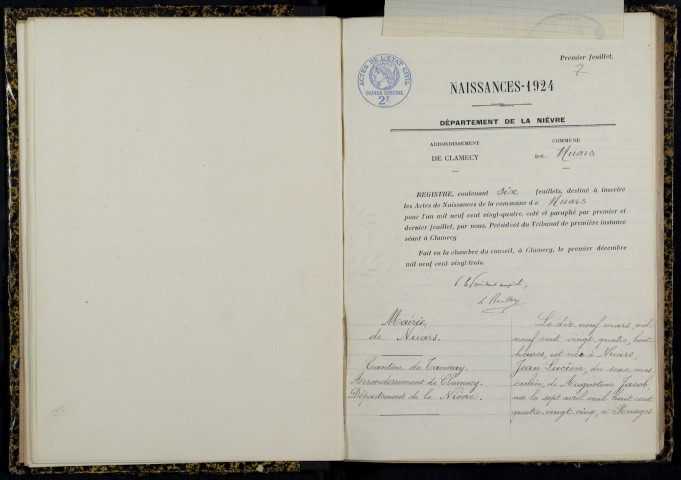 Premier feuillet.
7
ACTES DE L'ÉTAT CIVIL
PAPIER SPÉCIAL
2F
NAISSANCES-1924
DÉPARTEMENT DE LA NIÈVRE
ARRONDISSEMENT
DE CLAMECY
COMMUNE
DE Nuars
REGISTRE, contenant six feuillets, destiné à inscrire
les Actes de Naissances de la commune de Nuars
pour l'an mil neuf cent vingt-quatre, coté et paraphé par premier et
dernier feuillet, par nous, Président du Tribunal de première instance
séant à Clamecy
Fait en la chambre du conseil, à Clamecy, le premier décembre
mil neuf cent vingt-trois.
Mairie
de Nuars.
Canton de Tannay.
Arrondissement de Clamecy.
Département de la Nièvre.
Le dix neuf mars, mil
neuf cent vingt quatre, huit
heures, est né à Nuars,
Jean Lucien, du sexe mas
culin, de Augustine Jacob,
née le sept avril mil huit cent
quatre vingt cinq, à